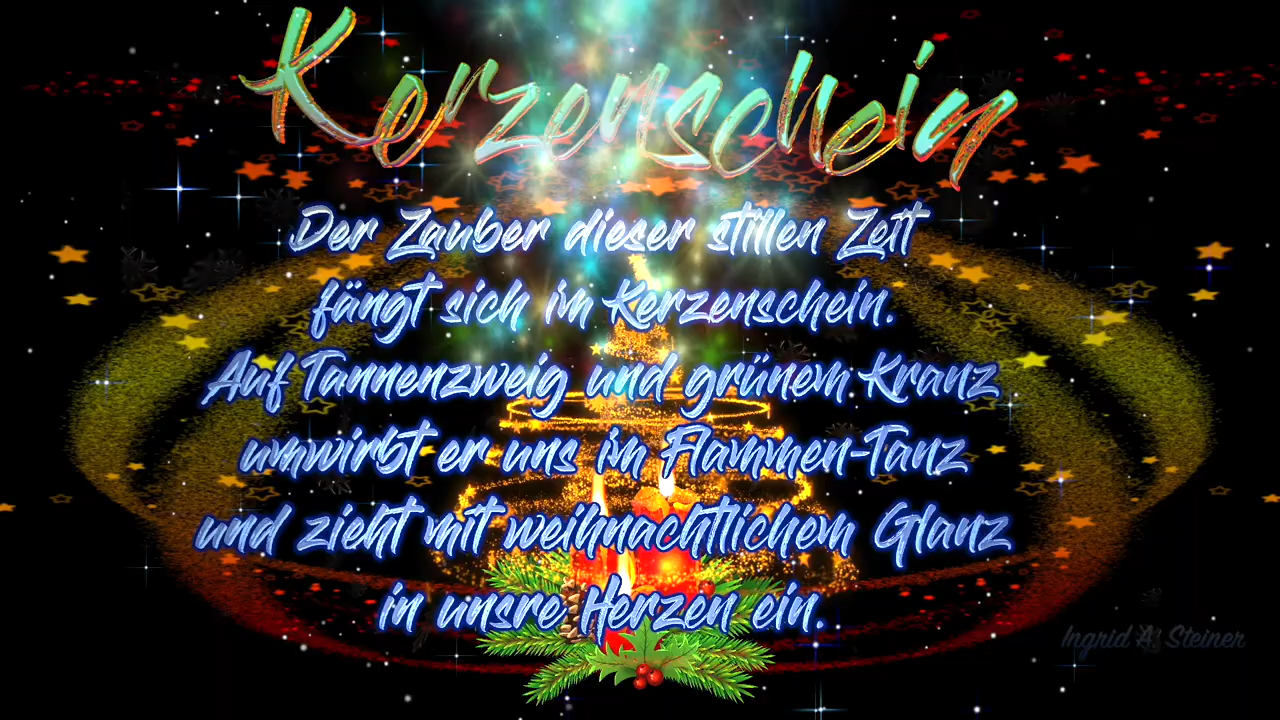 Kerzenschein
Der Zauber dieser stillen Zeit
fängt sich im Kerzenschein.
Auf Tannenzweig und grünem Kranz
umwirbt er uns im Flammen-Tanz
und zieht mit weihnachtlichem Glanz
in unsre Herzen ein.
Ingrid A. Steiner